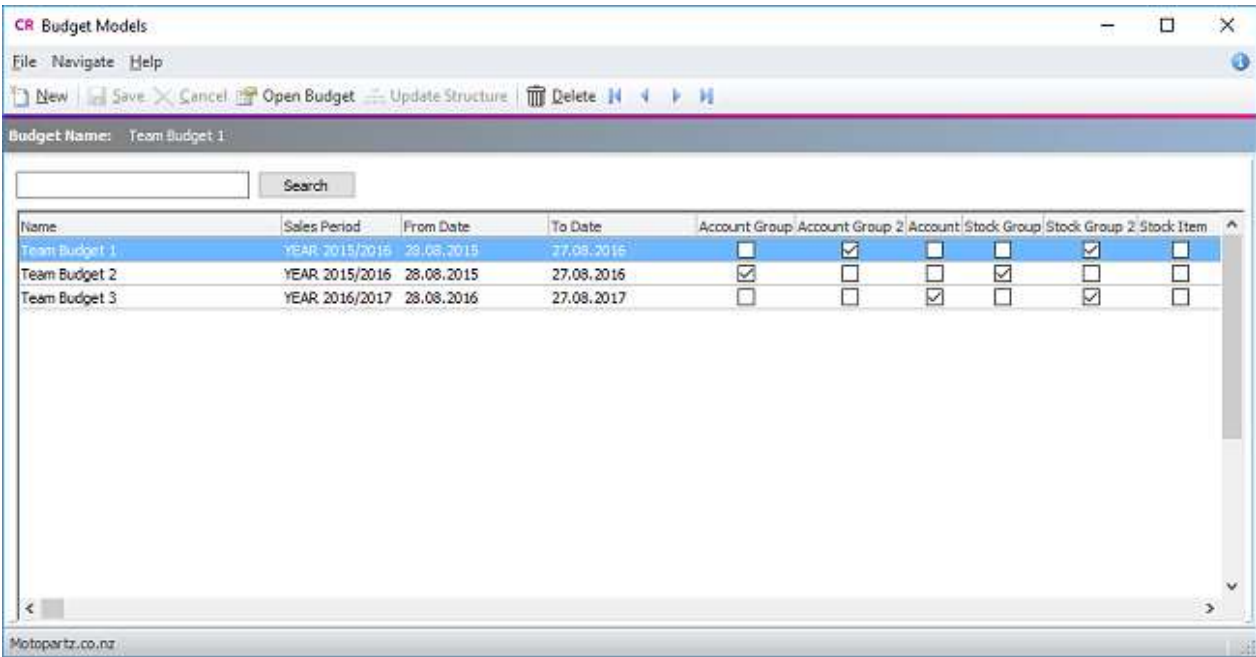 CR Budget Models
File Navigate Help
New Save Cancel Open Budget Update Structure Delete
Budget Name: Team Budget 1
Search
Name Sales Period From Date To Date Account Group Account Group 2 Account Stock Group Stock Group 2 Stock Item
Team Budget 1 YEAR 2015/2016 28.08.2015 27.08.2016
Team Budget 2 YEAR 2015/2016 28.08.2015 27.08.2016
Team Budget 3 YEAR 2016/2017 28.08.2016 27.08.2017
Motopartz.co.nz